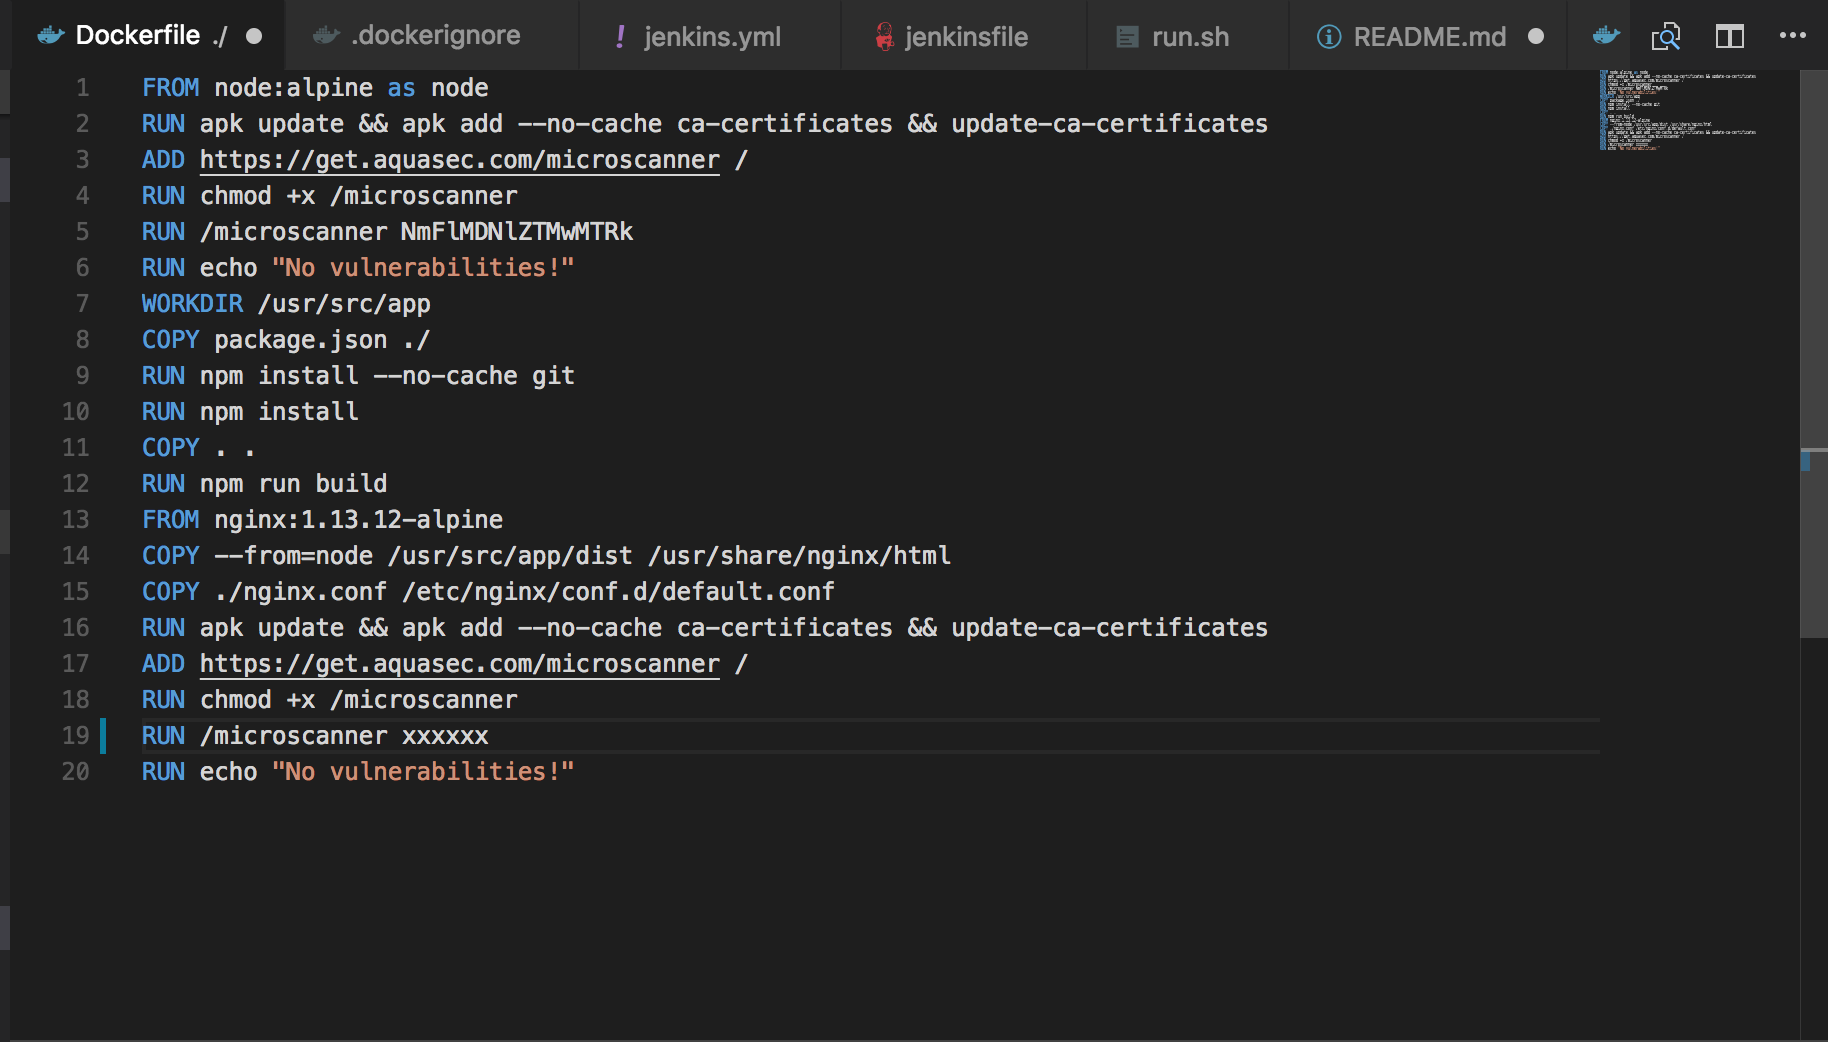 Dockerfile ./
.dockerignore
! jenkins.yml
jenkinsfile
run.sh
README.md
1 FROM node:alpine as node
2 RUN apk update && apk add --no-cache ca-certificates && update-ca-certificates
3 ADD https://get.aquasec.com/microscanner /
4 RUN chmod +x /microscanner
5 RUN /microscanner NmFlMDNlZTMwMTRk
6 RUN echo "No vulnerabilities!"
7 WORKDIR /usr/src/app
8 COPY package.json ./
9 RUN npm install --no-cache git
10 RUN npm install
11 COPY . .
12 RUN npm run build
13 FROM nginx:1.13.12-alpine
14 COPY --from=node /usr/src/app/dist /usr/share/nginx/html
15 COPY ./nginx.conf /etc/nginx/conf.d/default.conf
16 RUN apk update && apk add --no-cache ca-certificates && update-ca-certificates
17 ADD https://get.aquasec.com/microscanner /
18 RUN chmod +x /microscanner
19 RUN /microscanner xxxxxx
20 RUN echo "No vulnerabilities!"